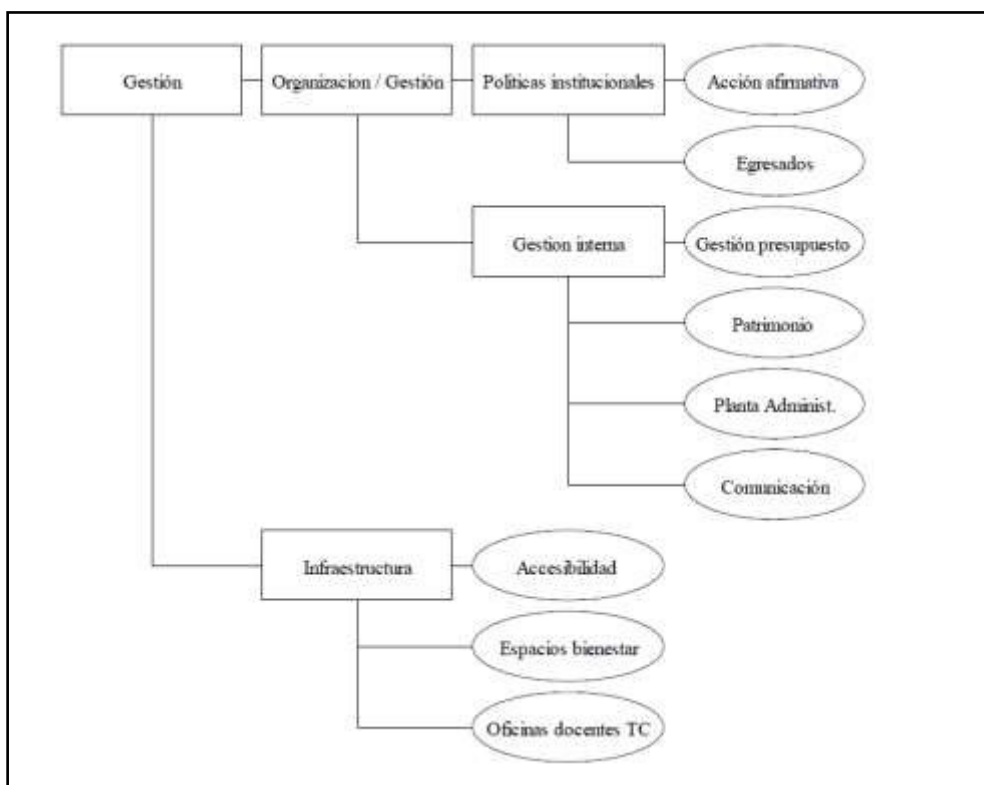 Gestión
Organizacion / Gestión
Políticas institucionales
Acción afirmativa
Egresados
Gestion interna
Gestión presupuesto
Patrimonio
Planta Administ.
Comunicación
Infraestructura
Accesibilidad
Espacios bienestar
Oficinas docentes TC